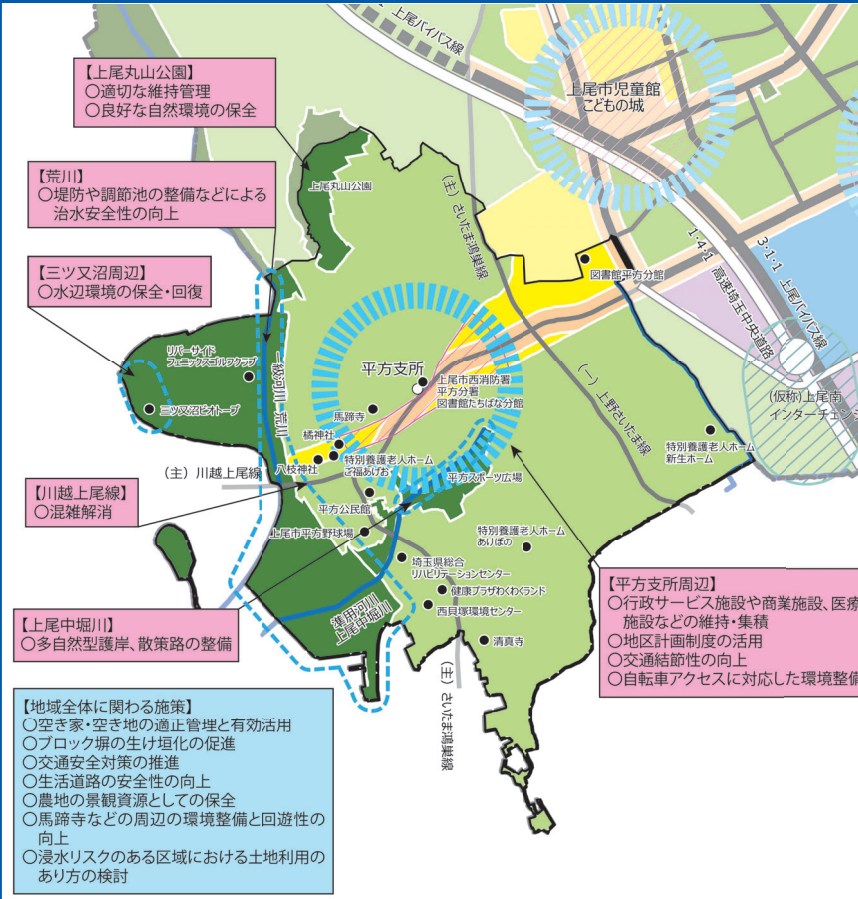 上尾バイパス線
【上尾丸山公園】
○適切な維持管理
○良好な自然環境の保全
上尾市児童館
こどもの城
【荒川】
○堤防や調節池の整備などによる
治水安全性の向上
上尾丸山公園
(主)さいたま鴻巣線
【三ツ又沼周辺】
○水辺環境の保全・回復
図書館平方分館
1・4・1 高速埼玉中央道路
3・1・1 上尾バイパス線
リバーサイド
フェニックスゴルフクラブ
一級河川 荒川
平方支所
上尾市西消防署
平方分署
図書館たちばな分館
(一)上野さいたま線
(仮称)上尾南
インターチェンジ
三ツ又沼ビオトープ
馬蹄寺
橘神社
八枝神社
特別養護老人ホーム
ご福あげお
特別養護老人ホーム
新生ホーム
(主)川越上尾線
平方スポーツ広場
【川越上尾線】
○混雑解消
平方公民館
上尾市平方野球場
特別養護老人ホーム
あけぼの
埼玉県総合
リハビリテーションセンター
健康プラザわくわくランド
西貝塚環境センター
準用河川
上尾中堀川
清真寺
【上尾中堀川】
○多自然型護岸、散策路の整備
(主)さいたま鴻巣線
【平方支所周辺】
○行政サービス施設や商業施設、医療
施設などの維持・集積
○地区計画制度の活用
○交通結節性の向上
○自転車アクセスに対応した環境整備
【地域全体に関わる施策】
○空き家・空き地の適正管理と有効活用
○ブロック塀の生け垣化の促進
○交通安全対策の推進
○生活道路の安全性の向上
○農地の景観資源としての保全
○馬蹄寺などの周辺の環境整備と回遊性の
向上
○浸水リスクのある区域における土地利用の
あり方の検討